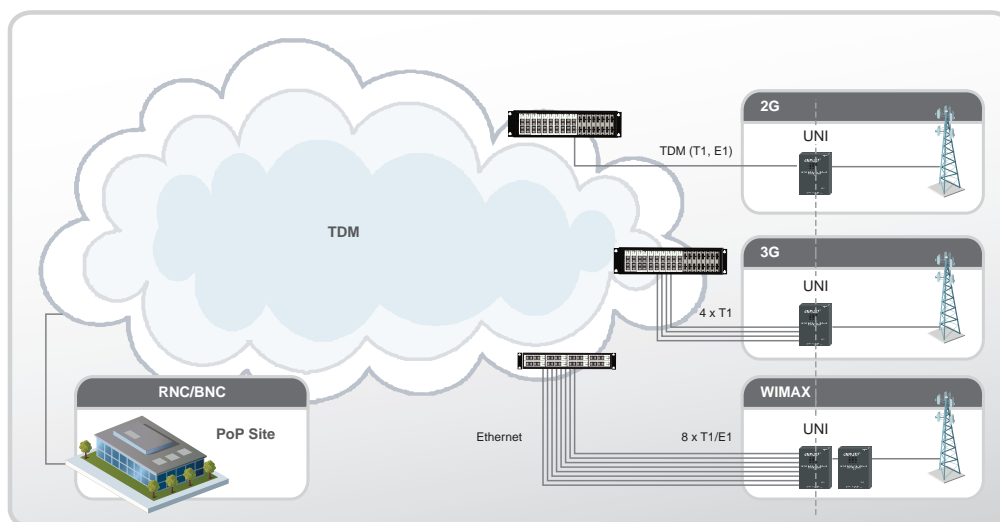 2G
UNI
TDM (T1, E1)
TDM
3G
UNI
4 x T1
RNC/BNC
PoP Site
WIMAX
UNI
Ethernet
8 x T1/E1